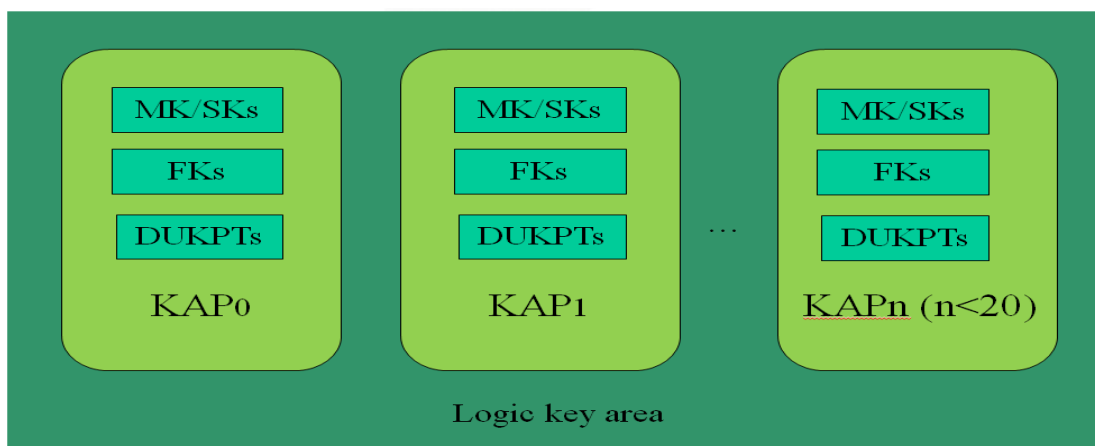 MK/SKs
FKs
DUKPTs
KAP0
MK/SKs
FKs
DUKPTs
KAP1
...
MK/SKs
FKs
DUKPTs
KAPn (n<20)
Logic key area